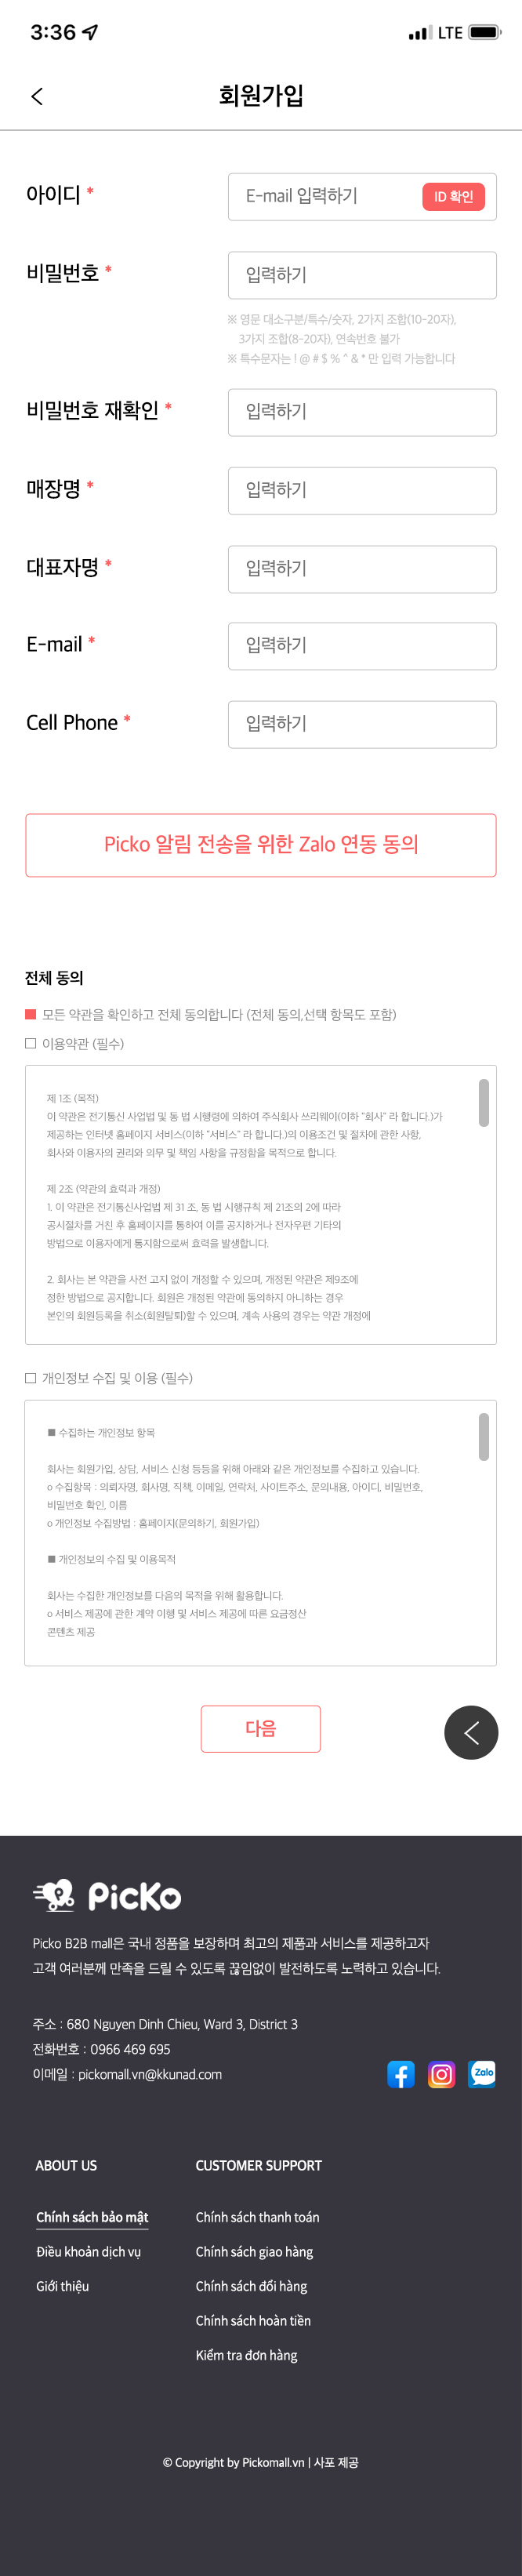 3:36
LTE
회원가입
아이디 *
E-mail 입력하기
ID 확인
비밀번호 *
입력하기
※ 영문 대소구분/특수/숫자, 2가지 조합(10-20자),
3가지 조합(8-20자), 연속번호 불가
※ 특수문자는 ! @ # $ % ^ & * 만 입력 가능합니다
비밀번호 재확인 *
입력하기
매장명 *
입력하기
대표자명 *
입력하기
E-mail *
입력하기
Cell Phone *
입력하기
Picko 알림 전송을 위한 Zalo 연동 동의
전체 동의
모든 약관을 확인하고 전체 동의합니다 (전체 동의,선택 항목도 포함)
이용약관 (필수)
제 1조 (목적)
이 약관은 전기통신 사업법 및 동 법 시행령에 의하여 주식회사 쓰리웨이(이하 "회사" 라 합니다.)가
제공하는 인터넷 홈페이지 서비스(이하 "서비스" 라 합니다.)의 이용조건 및 절차에 관한 사항,
회사와 이용자의 권리와 의무 및 책임 사항을 규정함을 목적으로 합니다.
제 2조 (약관의 효력과 개정)
1. 이 약관은 전기통신사업법 제 31 조, 동 법 시행규칙 제 21조의 2에 따라
공시절차를 거친 후 홈페이지를 통하여 이를 공지하거나 전자우편 기타의
방법으로 이용자에게 통지함으로써 효력을 발생합니다.
2. 회사는 본 약관을 사전 고지 없이 개정할 수 있으며, 개정된 약관은 제9조에
정한 방법으로 공지합니다. 회원은 개정된 약관에 동의하지 아니하는 경우
본인의 회원등록을 취소(회원탈퇴)할 수 있으며, 계속 사용의 경우는 약관 개정에
개인정보 수집 및 이용 (필수)
■ 수집하는 개인정보 항목
회사는 회원가입, 상담, 서비스 신청 등등을 위해 아래와 같은 개인정보를 수집하고 있습니다.
o 수집항목 : 의뢰자명, 회사명, 직책, 이메일, 연락처, 사이트주소, 문의내용, 아이디, 비밀번호,
비밀번호 확인, 이름
o 개인정보 수집방법 : 홈페이지(문의하기, 회원가입)
■ 개인정보의 수집 및 이용목적
회사는 수집한 개인정보를 다음의 목적을 위해 활용합니다.
o 서비스 제공에 관한 계약 이행 및 서비스 제공에 따른 요금정산
콘텐츠 제공
다음
PicKo
Picko B2B mall은 국내 정품을 보장하며 최고의 제품과 서비스를 제공하고자
고객 여러분께 만족을 드릴 수 있도록 끊임없이 발전하도록 노력하고 있습니다.
주소 : 680 Nguyen Dinh Chieu, Ward 3, District 3
전화번호 : 0966 469 695
이메일 : pickomall.vn@kkunad.com
Zalo
ABOUT US
CUSTOMER SUPPORT
Chính sách bảo mật
Chính sách thanh toán
Điều khoản dịch vụ
Chính sách giao hàng
Giới thiệu
Chính sách đổi hàng
Chính sách hoàn tiền
Kiểm tra đơn hàng
© Copyright by Pickomall.vn | 사포 제공